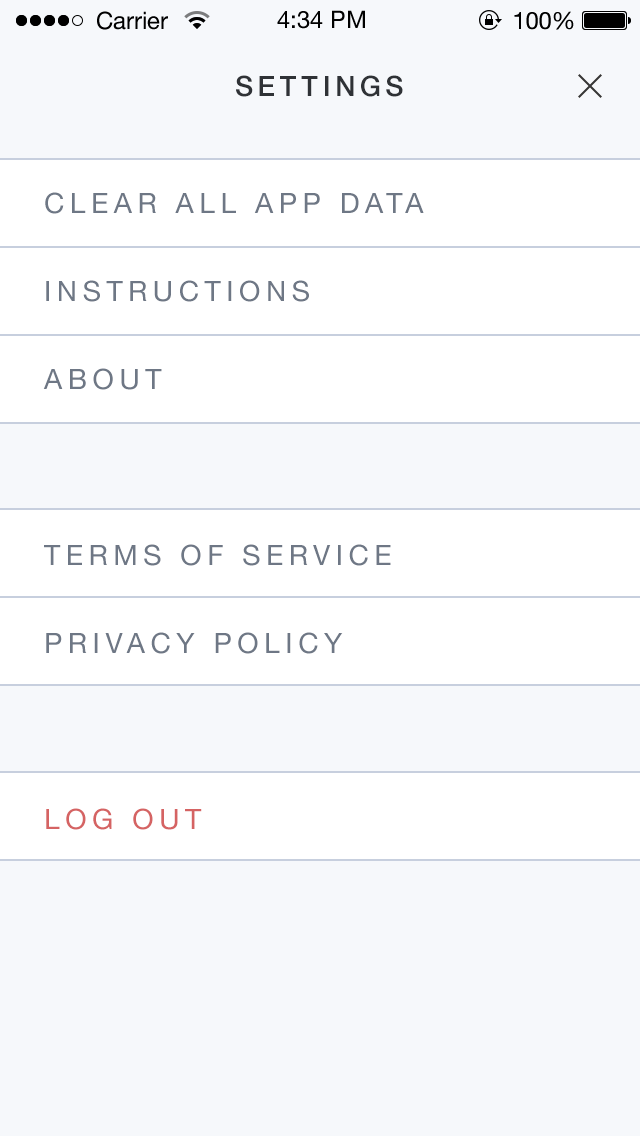 Carrier 4:34 PM 100%
SETTINGS
CLEAR ALL APP DATA
INSTRUCTIONS
ABOUT
TERMS OF SERVICE
PRIVACY POLICY
LOG OUT